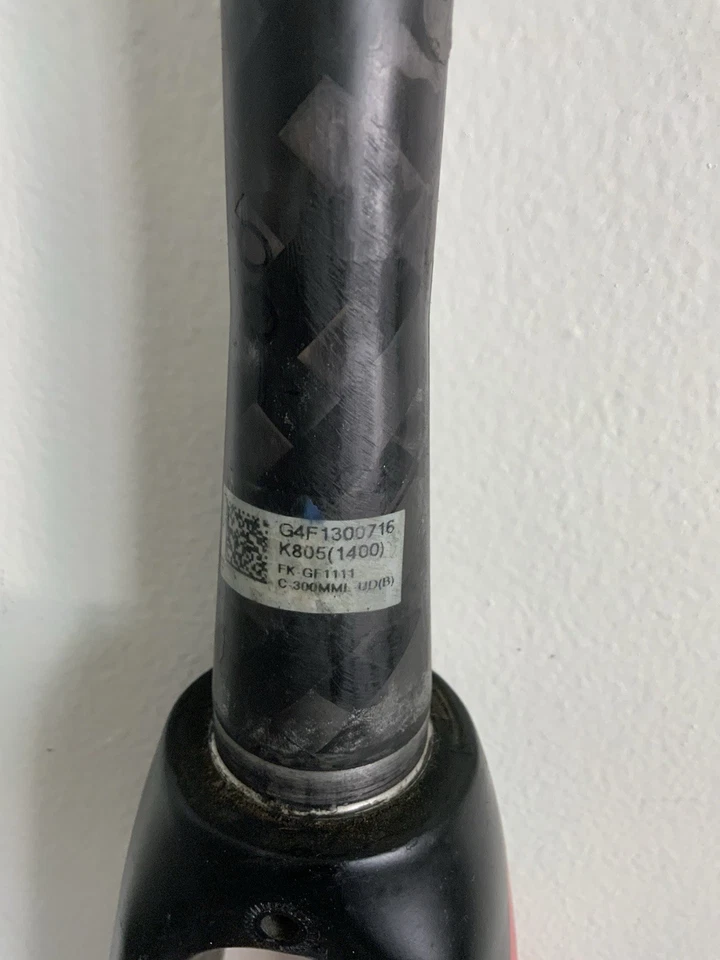 G4F1300716
K805(1400)
FK-GF1111
C-300MML-UD(B)